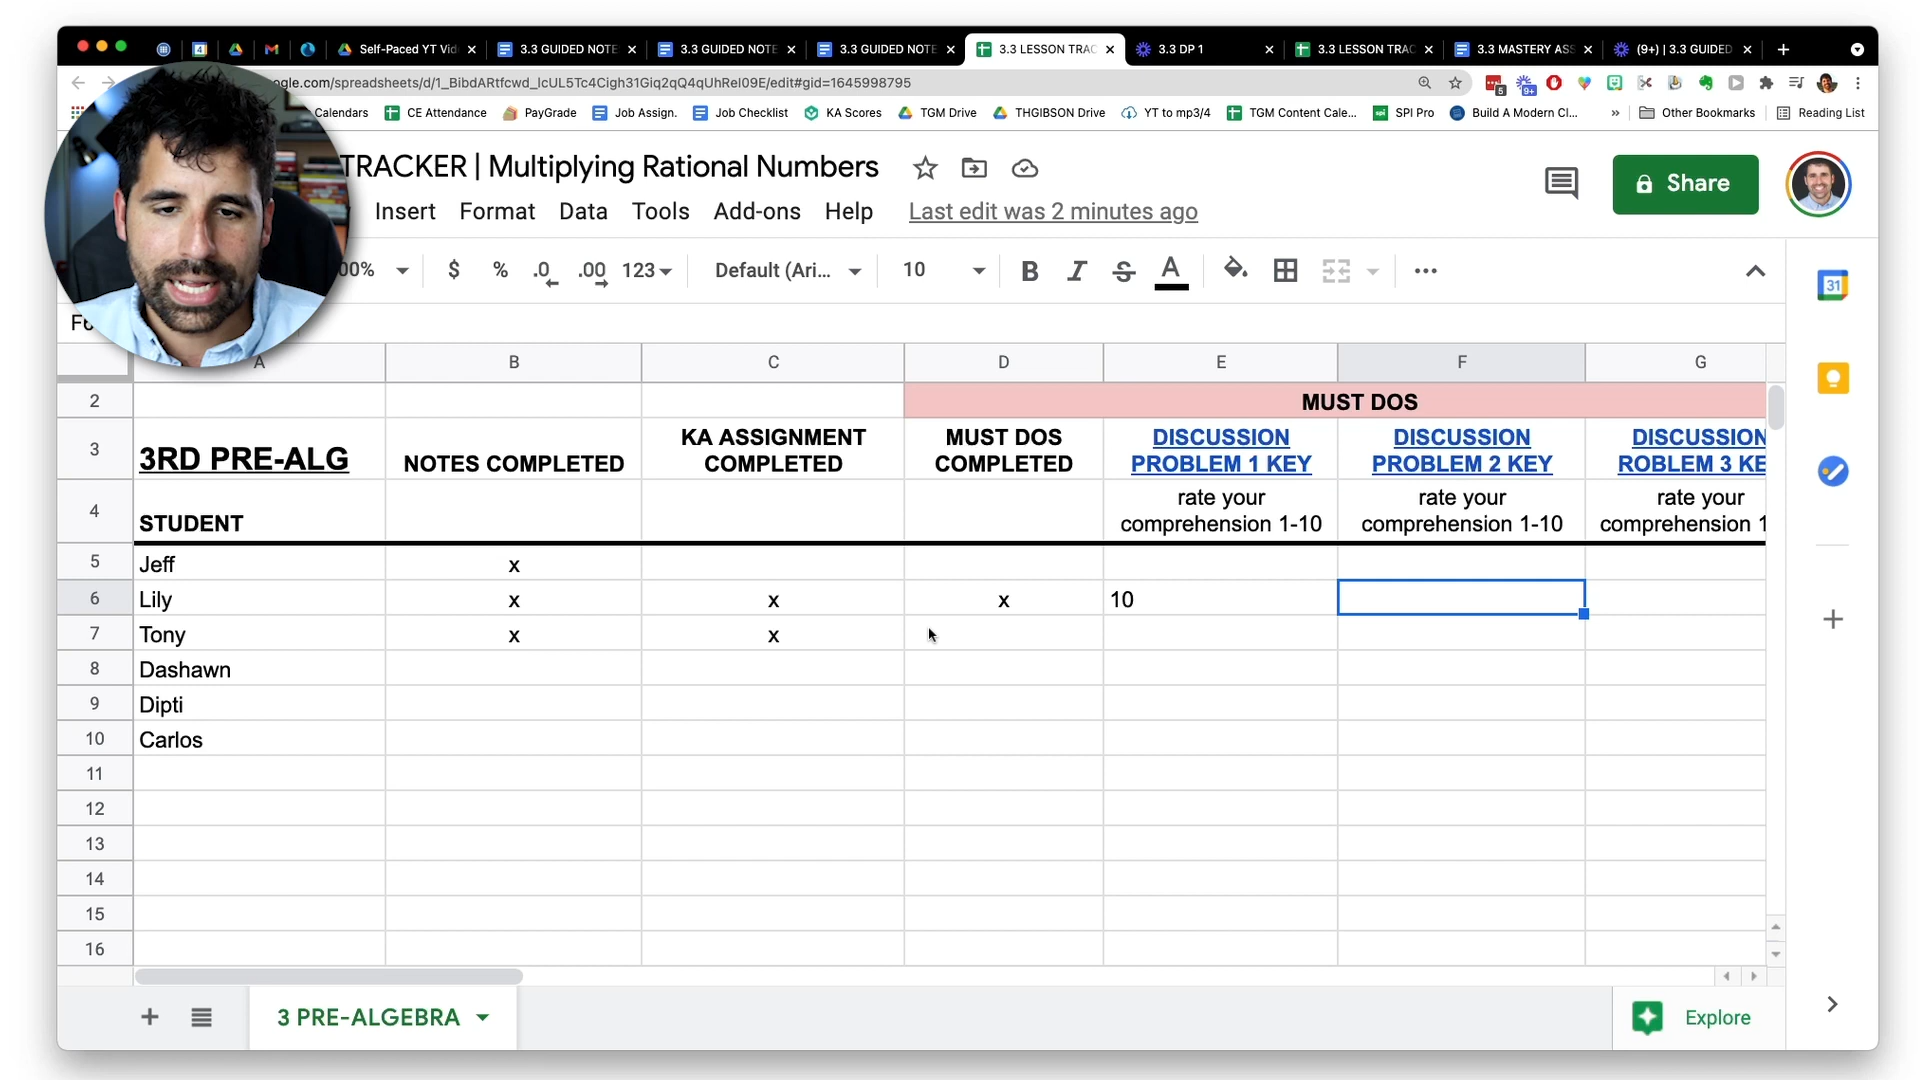 Self-Paced YT Vid
3.3 GUIDED NOTE
3.3 GUIDED NOTE
3.3 GUIDED NOTE
3.3 LESSON TRAC
3.3 DP 1
3.3 LESSON TRAC
3.3 MASTERY ASS
(9+) | 3.3 GUIDED
gle.com/spreadsheets/d/1_BibdARtfcwd_lcUL5Tc4Cigh31Giq2qQ4qUhRel09E/edit#gid=1645998795
5
9+
Calendars
CE Attendance
PayGrade
Job Assign.
Job Checklist
KA Scores
TGM Drive
THGIBSON Drive
YT to mp3/4
TGM Content Cale...
SPI Pro
Build A Modern Cl...
»
Other Bookmarks
Reading List
TRACKER | Multiplying Rational Numbers
Share
Insert Format Data Tools Add-ons Help
Last edit was 2 minutes ago
00%
$ % .0 .00 123
Default (Ari...
10
B I S A
31
A B C D E F G
2 MUST DOS
3 3RD PRE-ALG
NOTES COMPLETED
KA ASSIGNMENT
COMPLETED
MUST DOS
COMPLETED
DISCUSSION
PROBLEM 1 KEY
DISCUSSION
PROBLEM 2 KEY
DISCUSSION
ROBLEM 3 KE
4 STUDENT
rate your
comprehension 1-10
rate your
comprehension 1-10
rate your
comprehension 1
5 Jeff x
6 Lily x x x 10
7 Tony x x
8 Dashawn
9 Dipti
10 Carlos
11
12
13
14
15
16
3 PRE-ALGEBRA
Explore